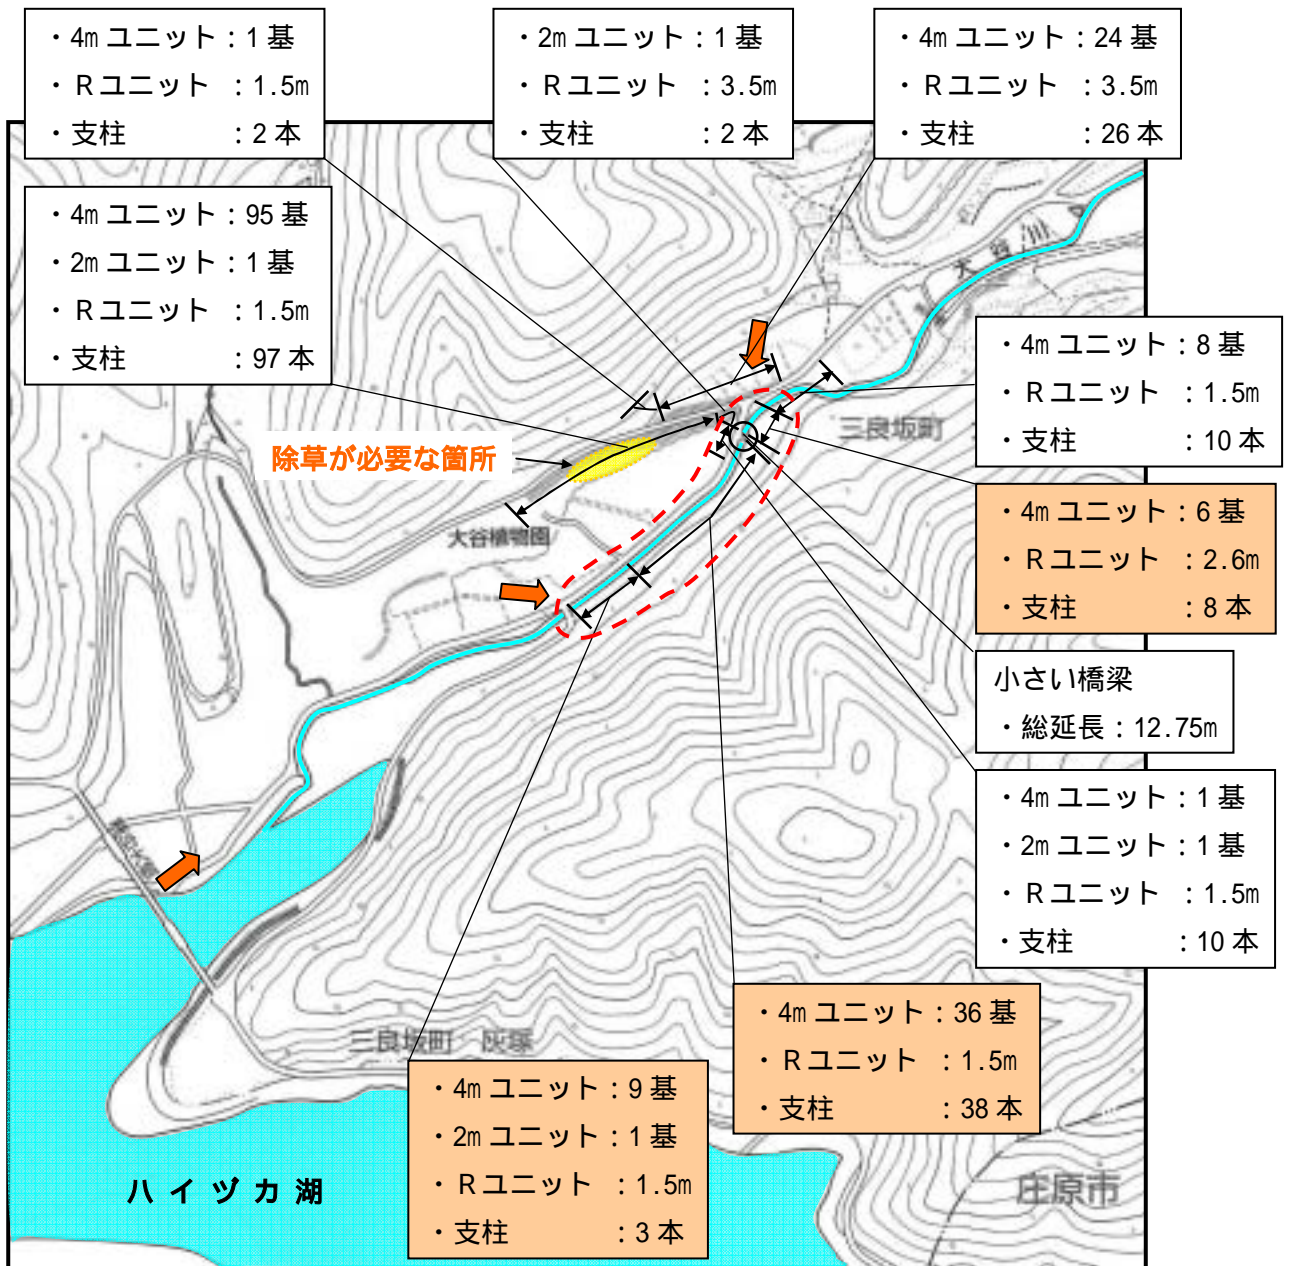 ・4m ユニット：1 基
・Rユニット ：1.5m
・支柱 ：2 本
・2m ユニット：1 基
・Rユニット ：3.5m
・支柱 ：2 本
・4m ユニット：24 基
・Rユニット ：3.5m
・支柱 ：26 本
・4m ユニット：95 基
・2m ユニット：1 基
・Rユニット ：1.5m
・支柱 ：97 本
大谷川
・4m ユニット：8 基
・Rユニット ：1.5m
・支柱 ：10 本
三良坂町
除草が必要な箇所
・4m ユニット：6 基
・Rユニット ：2.6m
・支柱 ：8 本
大谷植物園
小さい橋梁
・総延長：12.75m
・4m ユニット：1 基
・2m ユニット：1 基
・Rユニット ：1.5m
・支柱 ：10 本
・4m ユニット：36 基
・Rユニット ：1.5m
・支柱 ：38 本
三良坂町 灰塚
・4m ユニット：9 基
・2m ユニット：1 基
・Rユニット ：1.5m
・支柱 ：3 本
ハイヅカ湖
庄原市